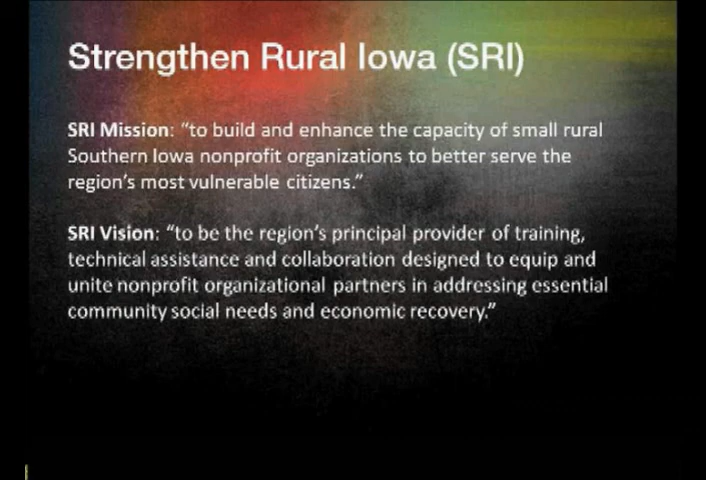 Strengthen Rural Iowa (SRI)
SRI Mission: “to build and enhance the capacity of small rural
Southern Iowa nonprofit organizations to better serve the
region’s most vulnerable citizens.”
SRI Vision: “to be the region’s principal provider of training,
technical assistance and collaboration designed to equip and
unite nonprofit organizational partners in addressing essential
community social needs and economic recovery.”